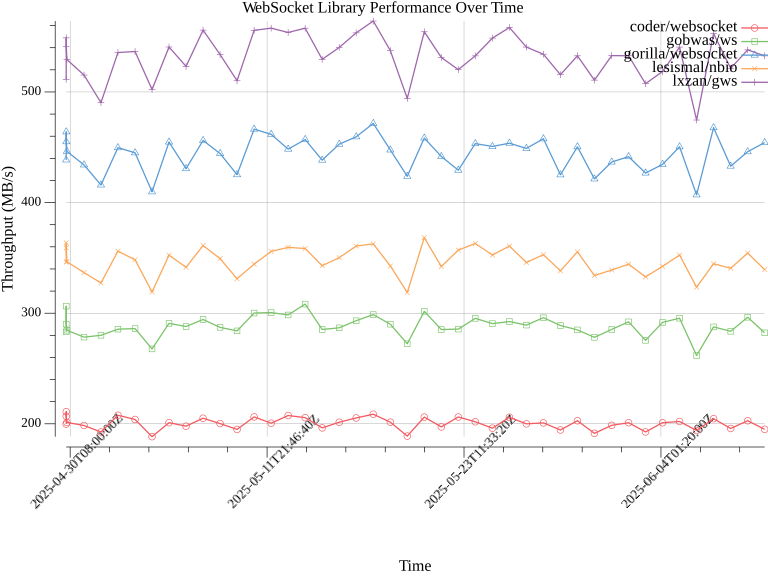 WebSocket Library Performance Over Time
coder/websocket
gobwas/ws
gorilla/websocket
lesismal/nbio
lxzan/gws
Throughput (MB/s)
500
400
300
200
2025-04-30T08:00:00Z
2025-05-11T21:46:40Z
2025-05-23T11:33:20Z
2025-06-04T01:20:00Z
Time